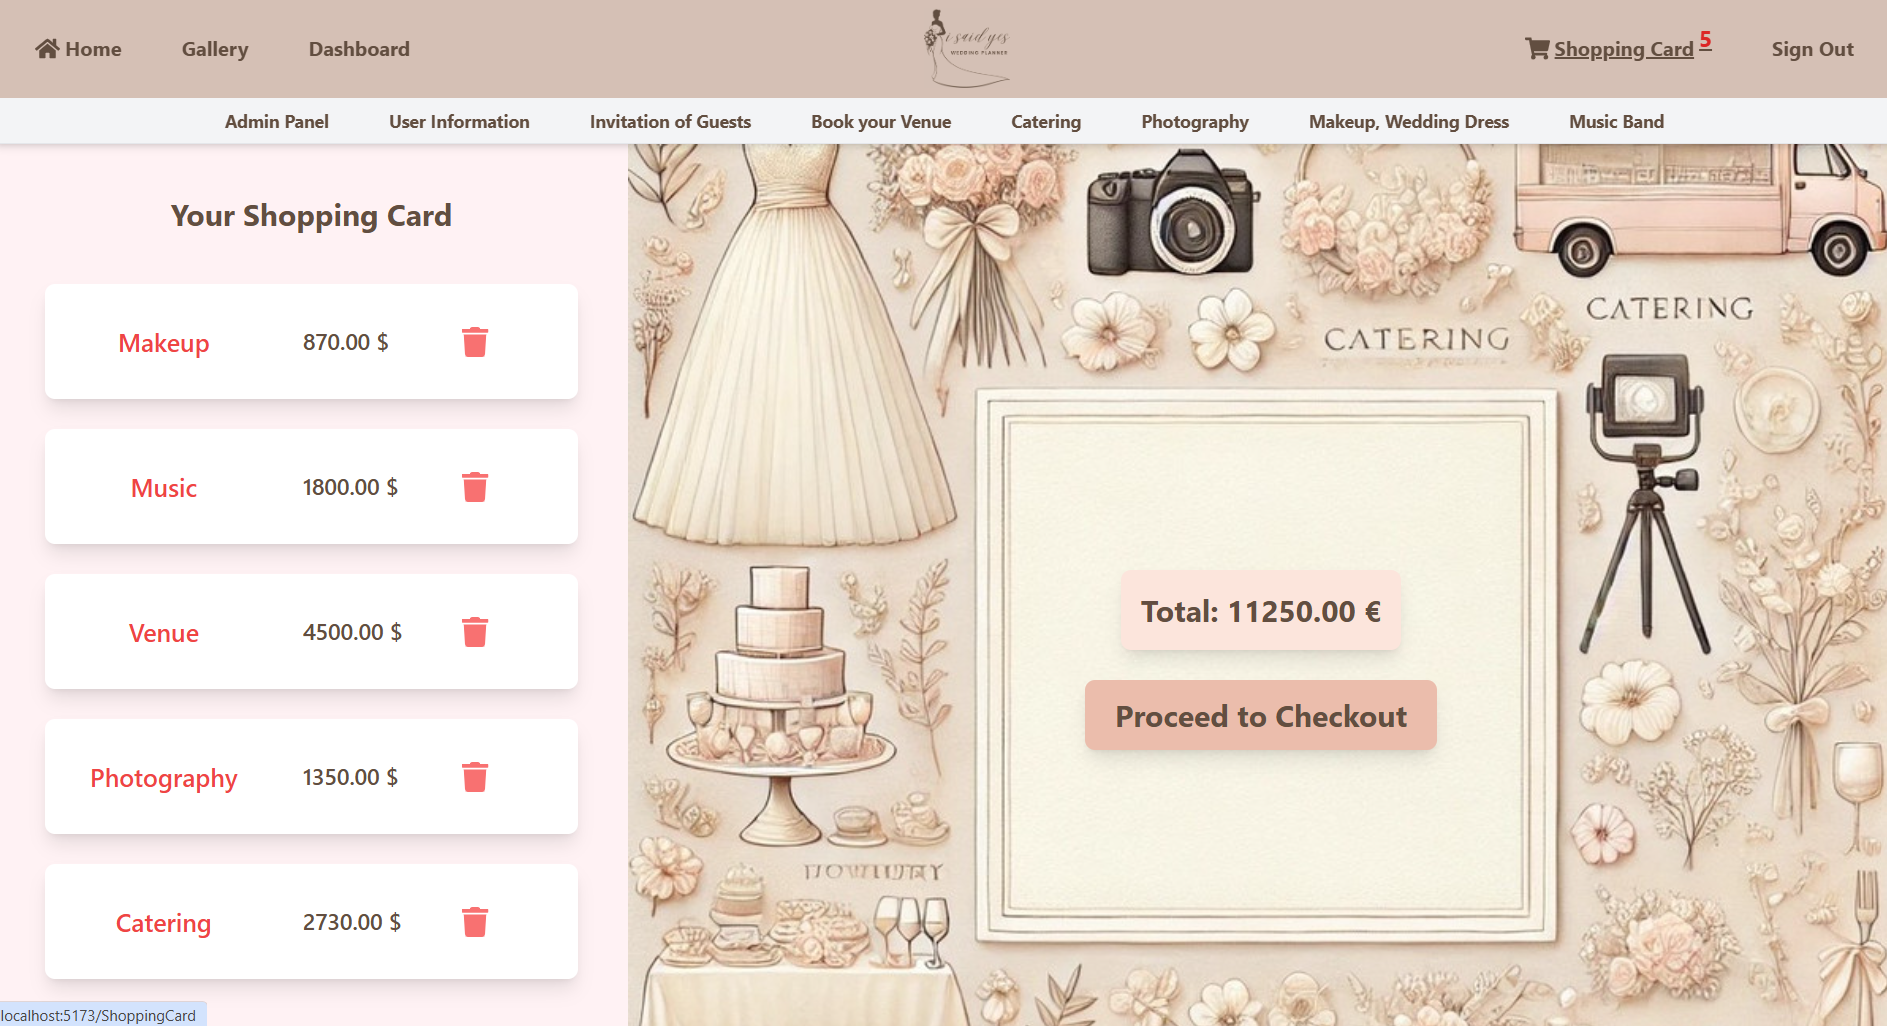 Home Gallery Dashboard
i said yes
WEDDING PLANNER
Shopping Card 5 Sign Out
Admin Panel User Information Invitation of Guests Book your Venue Catering Photography Makeup, Wedding Dress Music Band
Your Shopping Card
Makeup 870.00 $
Music 1800.00 $
Venue 4500.00 $
Photography 1350.00 $
Catering 2730.00 $
CATERING
CATERING
Total: 11250.00 €
Proceed to Checkout
localhost:5173/ShoppingCard